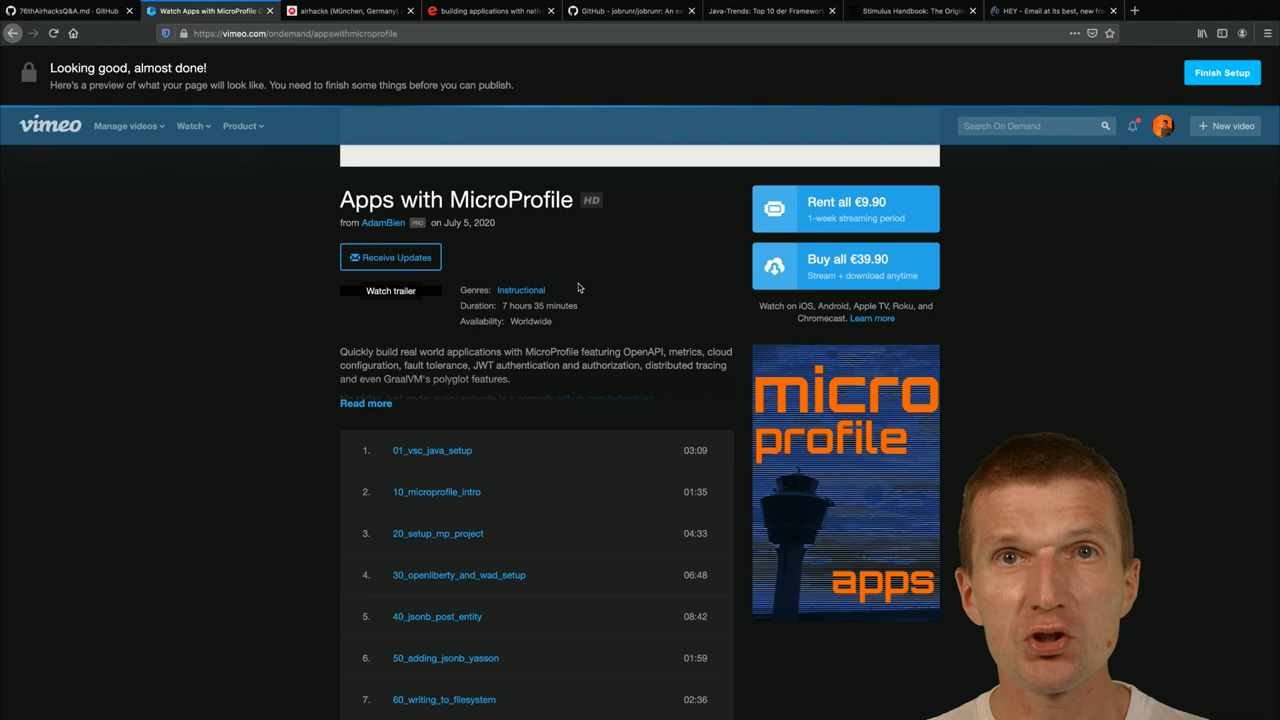 76thAirhacksQ&A.md · GitHub
Watch Apps with MicroProfile
airhacks (München, Germany)
building applications with nativ
GitHub - jobrunr/jobrunr: An ex
Java-Trends: Top 10 der Framework
Stimulus Handbook: The Origin
HEY - Email at its best, new fro
https://vimeo.com/ondemand/appswithmicroprofile
Looking good, almost done!
Here's a preview of what your page will look like. You need to finish some things before you can publish.
Finish Setup
vimeo
Manage videos
Watch
Product
Search On Demand
+ New video
Apps with MicroProfile HD
from AdamBien PRO on July 5, 2020
Receive Updates
Watch trailer
Genres: Instructional
Duration: 7 hours 35 minutes
Availability: Worldwide
Quickly build real world applications with MicroProfile featuring OpenAPI, metrics, cloud
configuration, fault tolerance, JWT authentication and authorization, distributed tracing
and even GraalVM's polyglot features.
Read more
1. 01_vsc_java_setup 03:09
2. 10_microprofile_intro 01:35
3. 20_setup_mp_project 04:33
4. 30_openliberty_and_wad_setup 06:48
5. 40_jsonb_post_entity 08:42
6. 50_adding_jsonb_yasson 01:59
7. 60_writing_to_filesystem 02:36
Rent all €9.90
1-week streaming period
Buy all €39.90
Stream + download anytime
Watch on iOS, Android, Apple TV, Roku, and
Chromecast. Learn more
micro
profile
apps